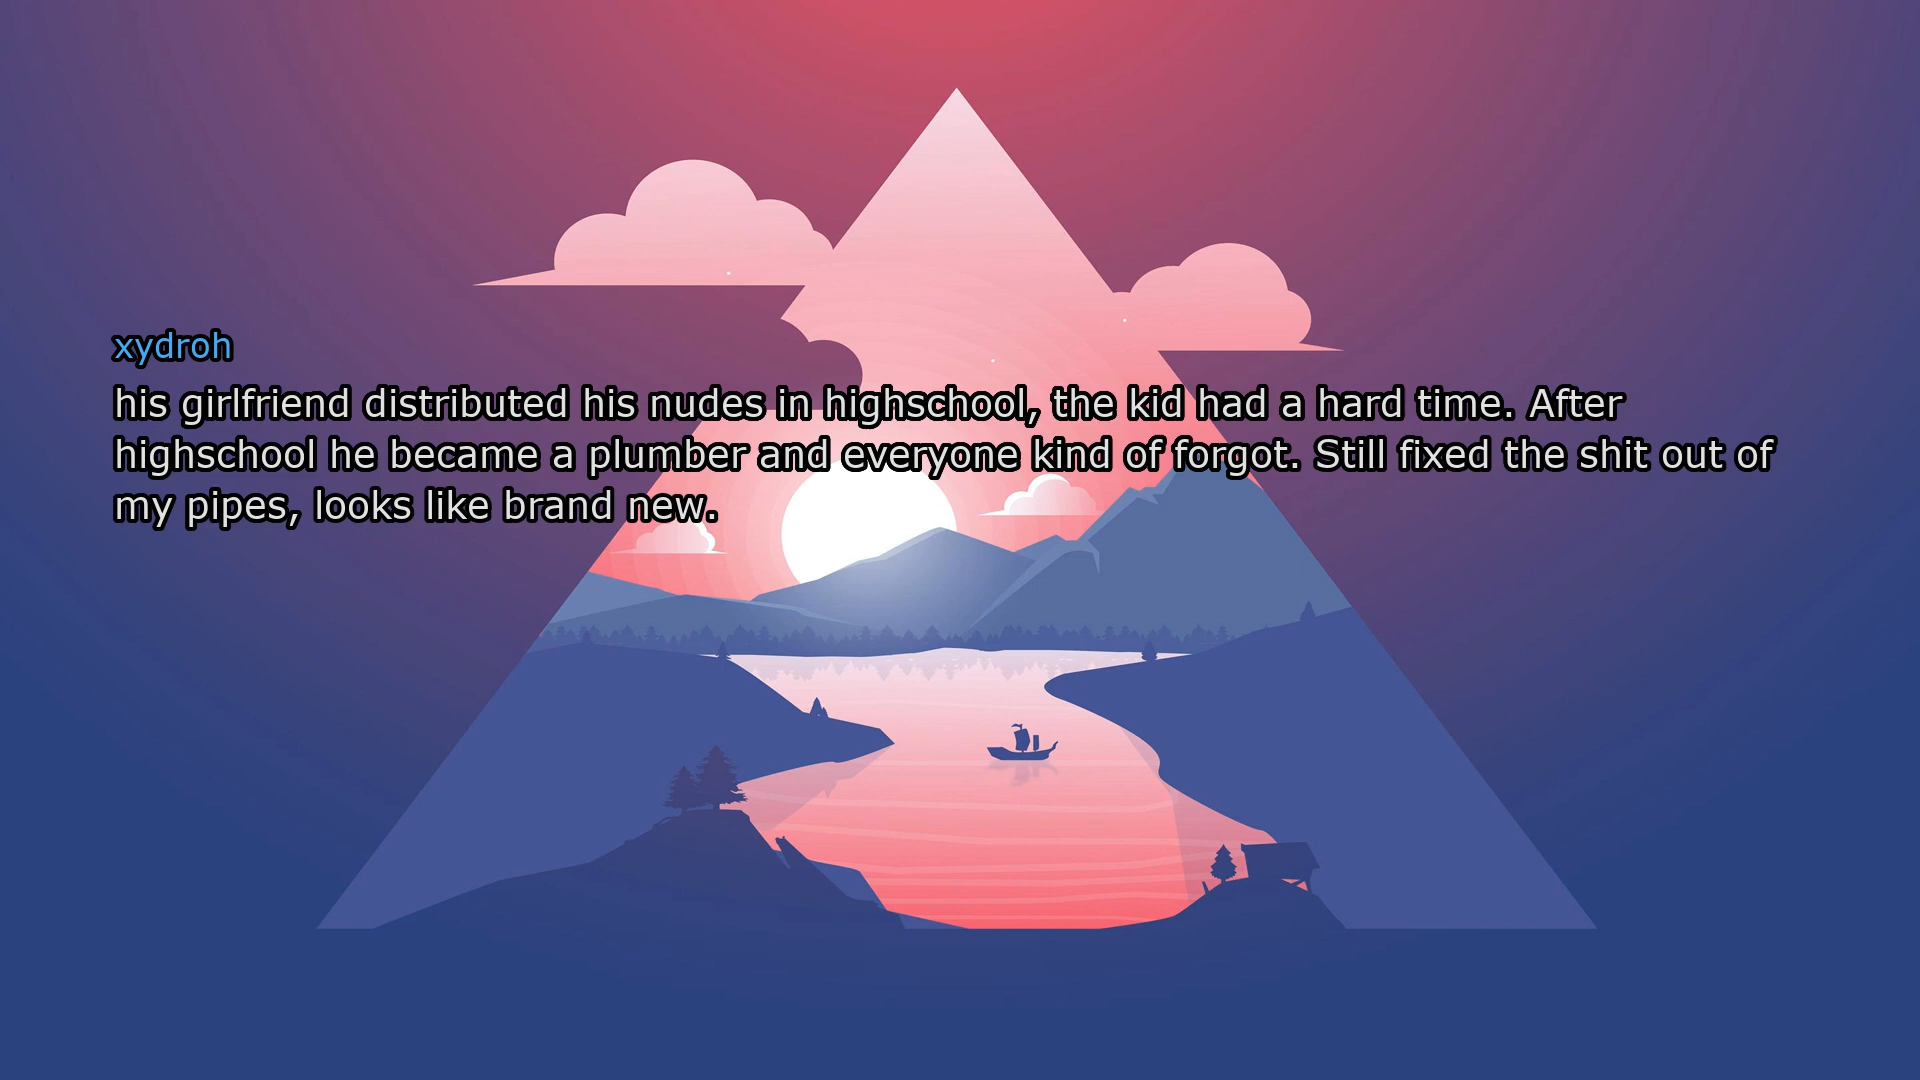 xydroh
his girlfriend distributed his nudes in highschool, the kid had a hard time. After
highschool he became a plumber and everyone kind of forgot. Still fixed the shit out of
my pipes, looks like brand new.